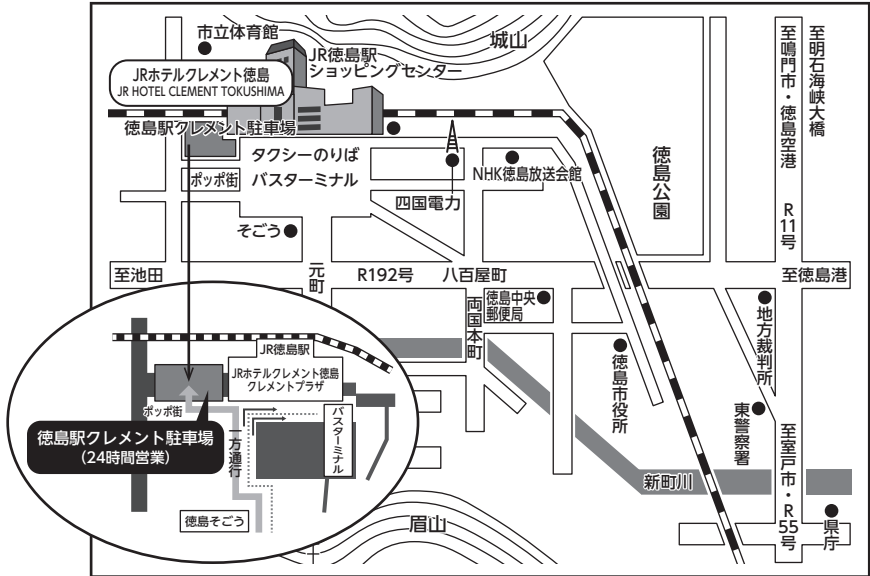 城山
市立体育館
JR徳島駅
ショッピングセンター
JRホテルクレメント徳島
JR HOTEL CLEMENT TOKUSHIMA
徳島駅クレメント駐車場
タクシーのりば
バスターミナル
ポッポ街
NHK徳島放送会館
四国電力
徳島公園
至明石海峡大橋
至鳴門市・徳島空港
R11号
そごう
至池田
元町
R192号
八百屋町
至徳島港
両国本町
徳島中央
郵便局
徳島市役所
地方裁判所
東警察署
至室戸市・R55号
県庁
新町川
眉山
JR徳島駅
JRホテルクレメント徳島
クレメントプラザ
ポッポ街
徳島駅クレメント駐車場
(24時間営業)
一方通行
バスターミナル
徳島そごう